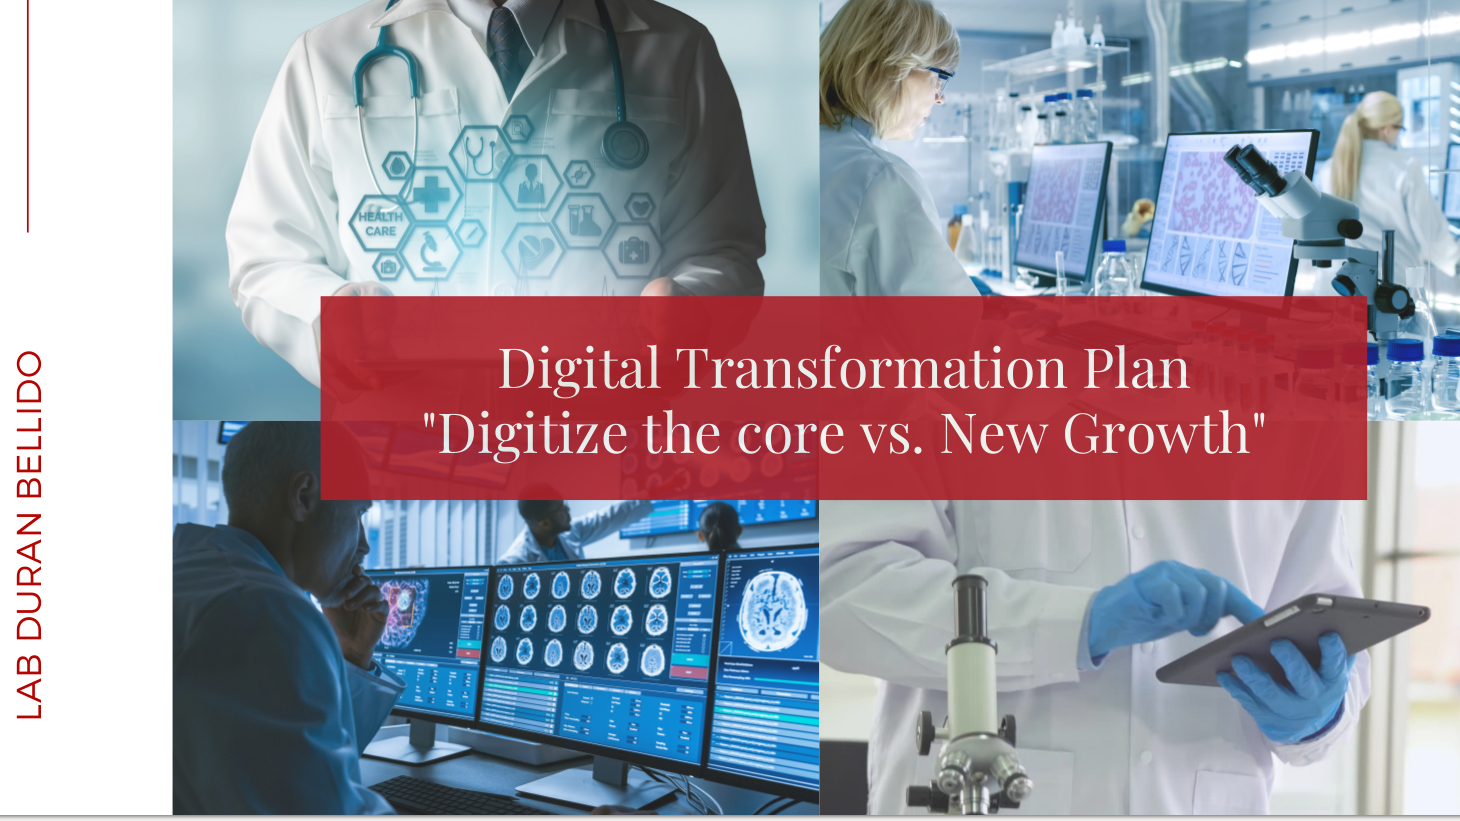 LAB DURAN BELLIDO
HEALTH
CARE
Digital Transformation Plan
"Digitize the core vs. New Growth"